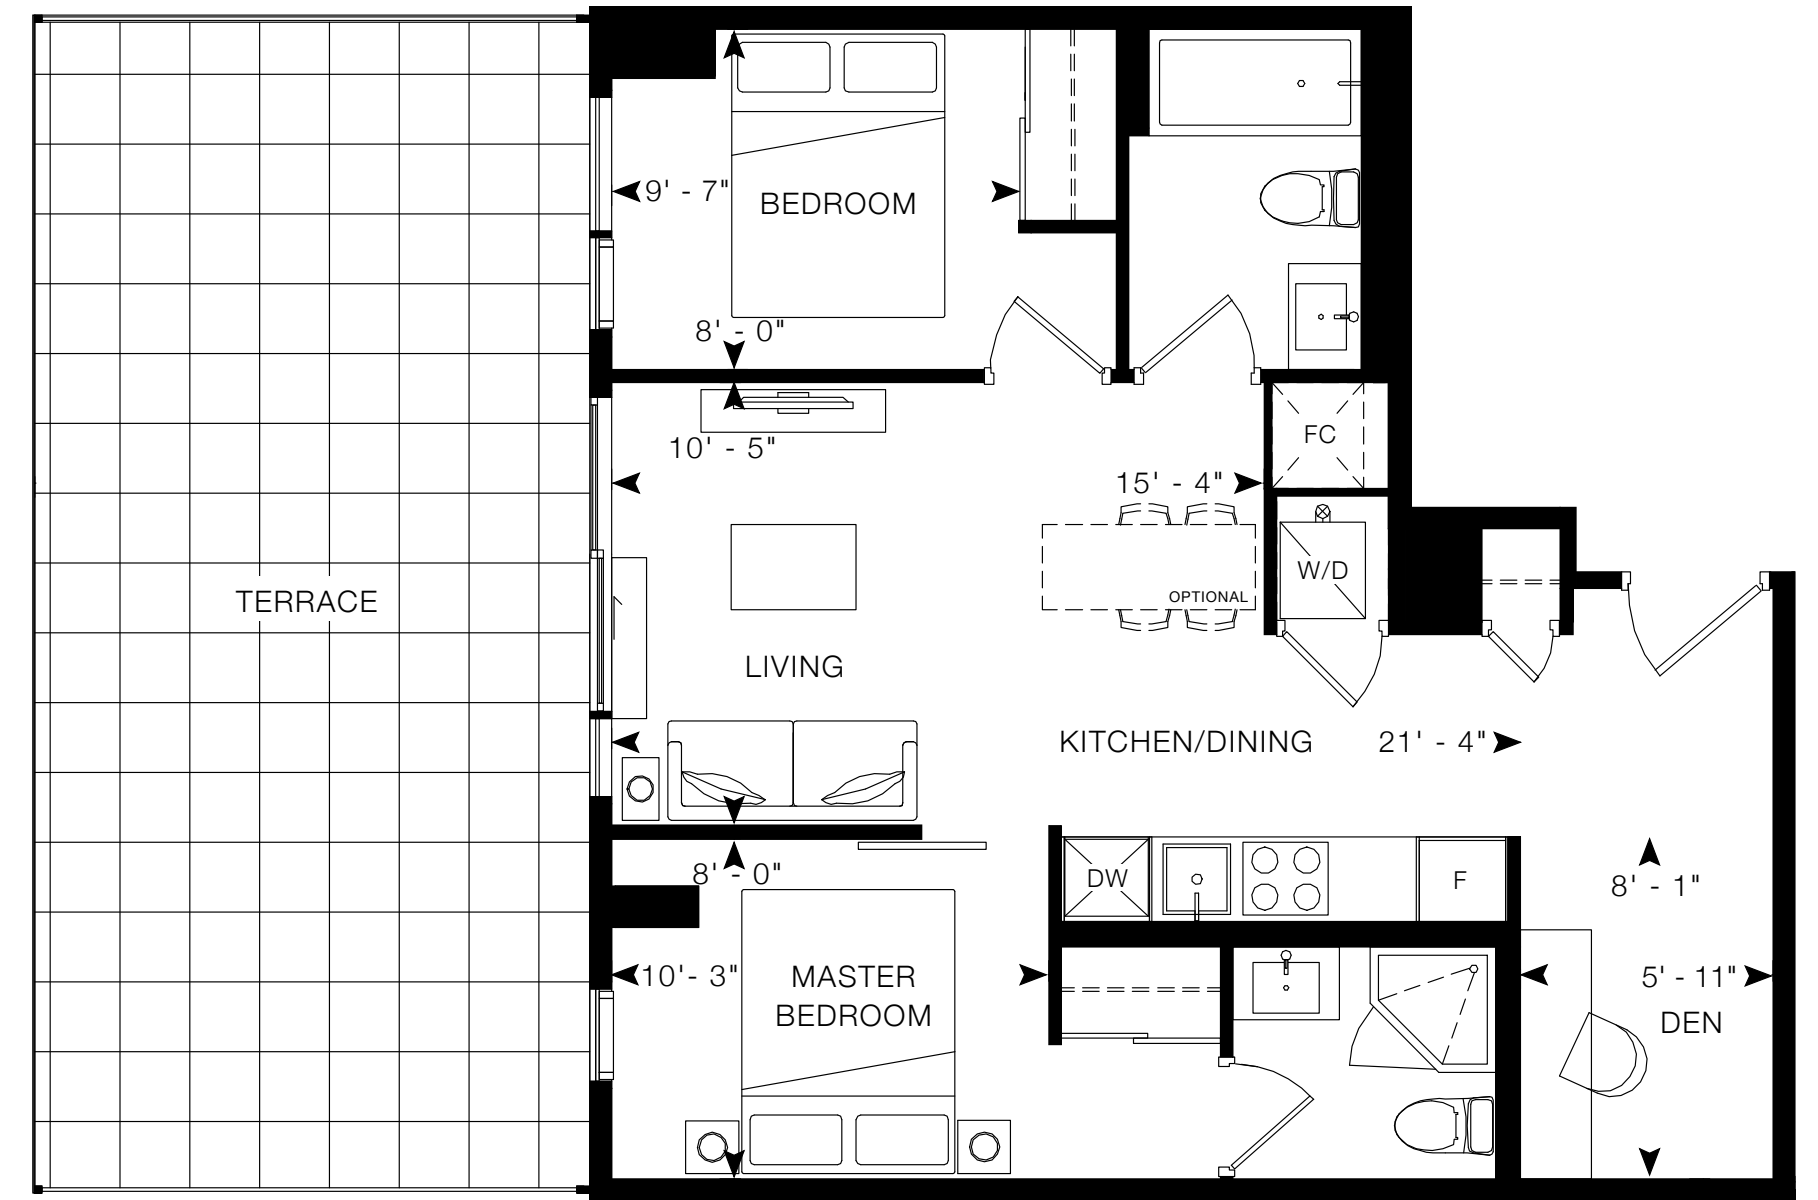 9' - 7"
BEDROOM
8' - 0"
10' - 5"
FC
15' - 4"
W/D
OPTIONAL
TERRACE
LIVING
KITCHEN/DINING
21' - 4"
8' - 0"
DW
F
8' - 1"
10'- 3"
MASTER
BEDROOM
5' - 11"
DEN